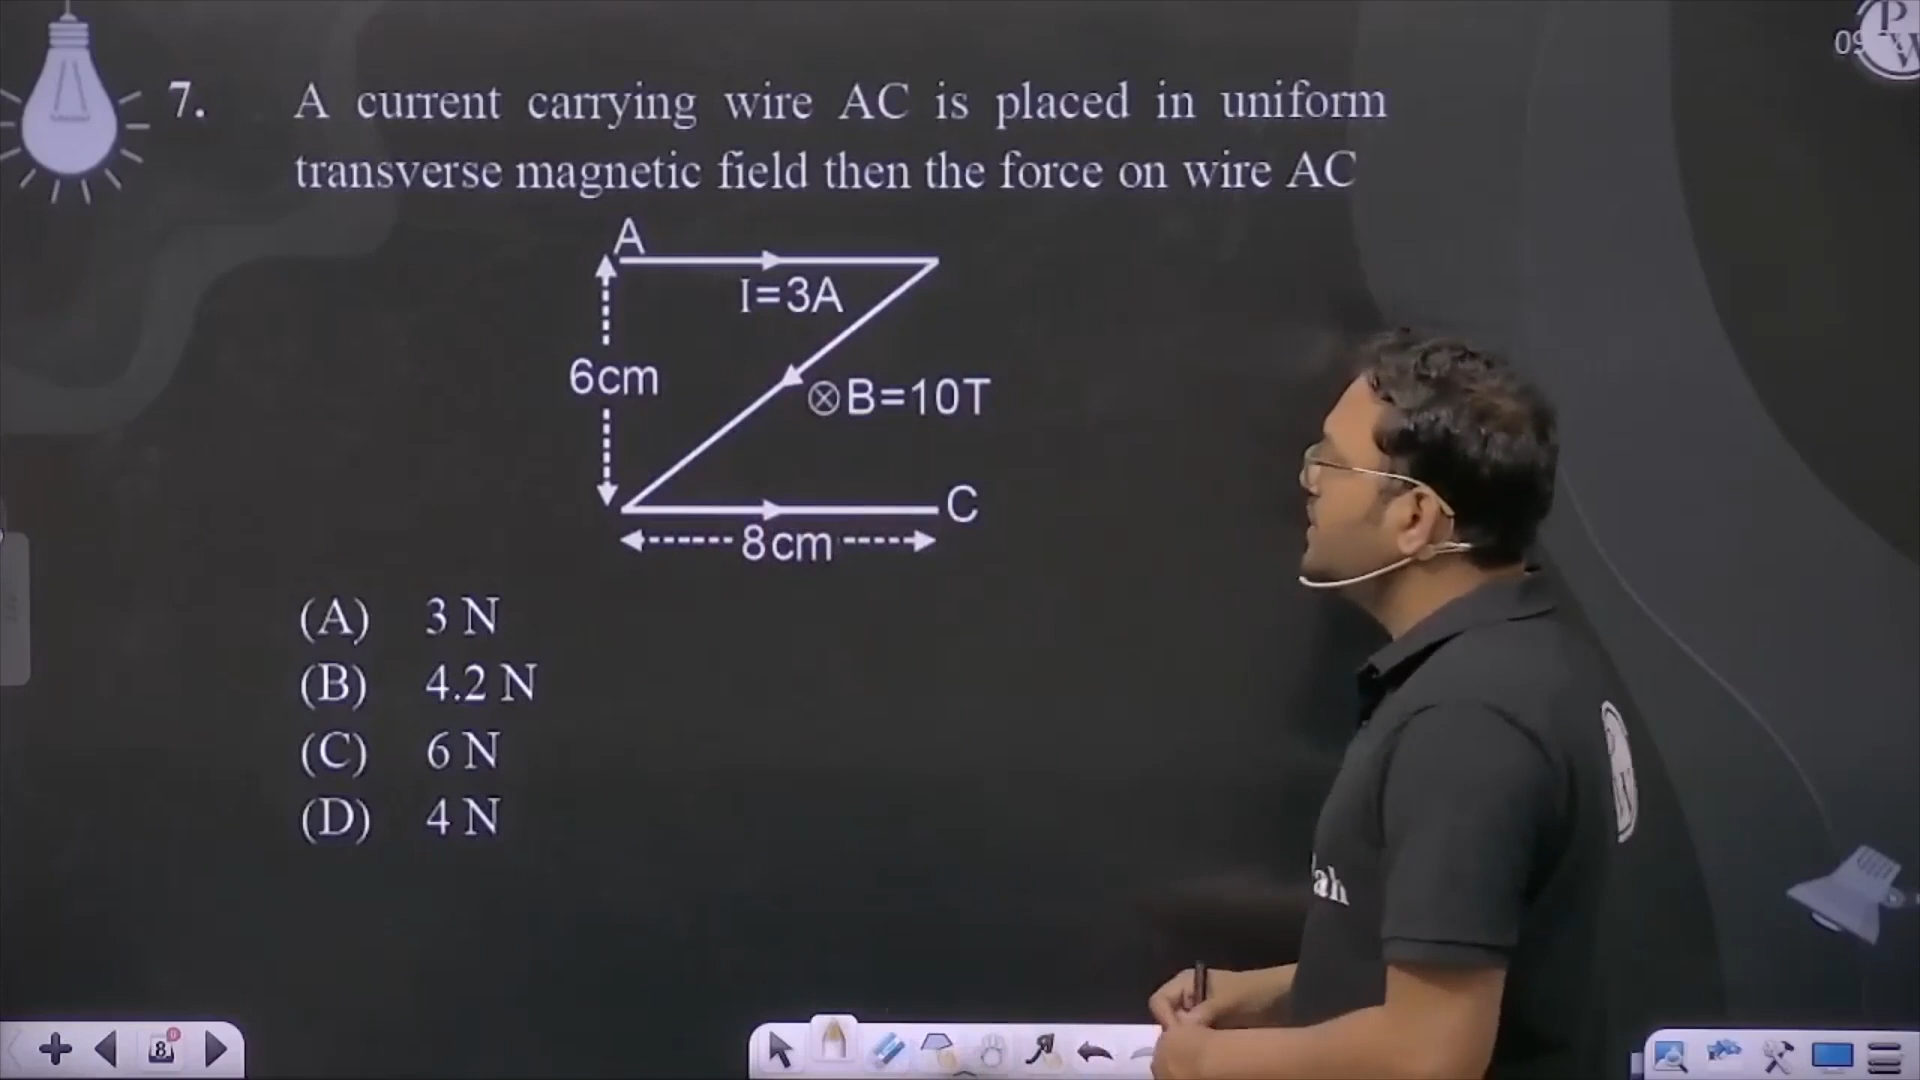 7. A current carrying wire AC is placed in uniform
transverse magnetic field then the force on wire AC
A
I=3A
6cm
⊗B=10T
C
8cm
(A) 3 N
(B) 4.2 N
(C) 6 N
(D) 4 N
P
W
8